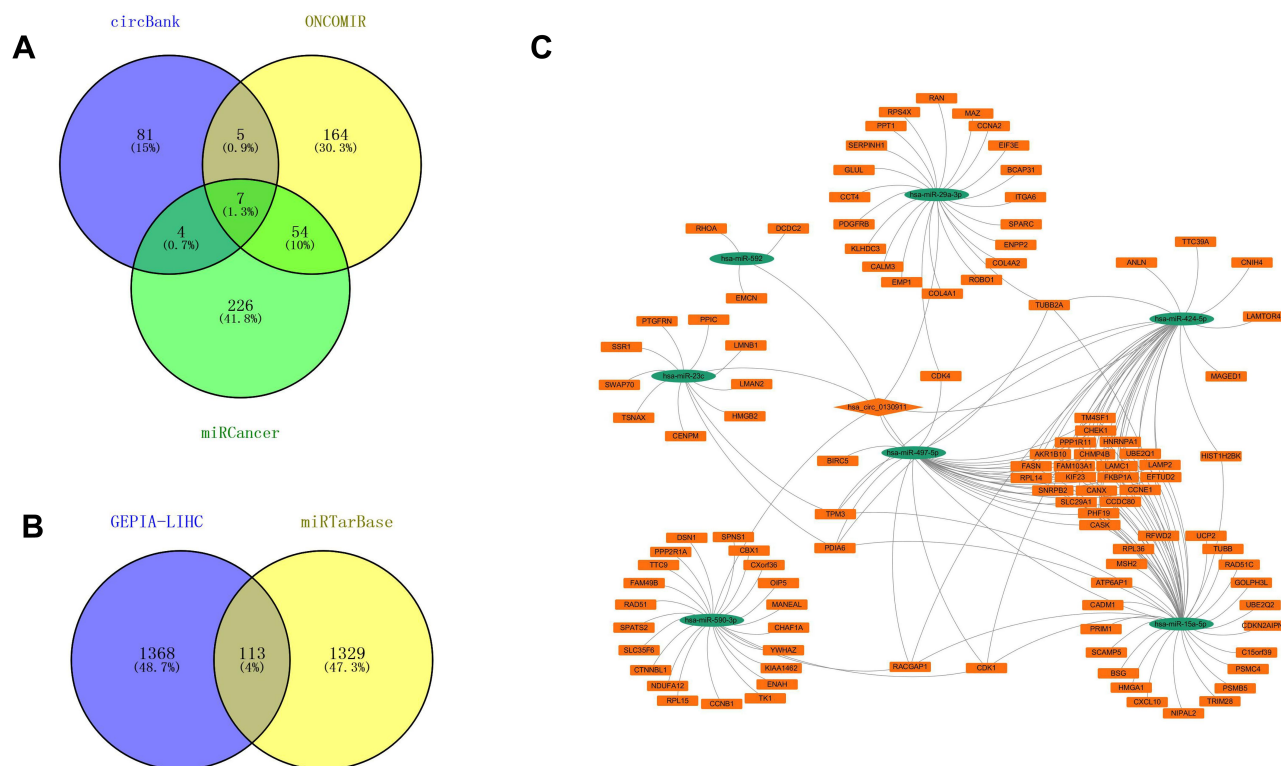 A
circBank
ONCOMIR
81
(15%)
5
(0.9%)
164
(30.3%)
7
(1.3%)
4
(0.7%)
54
(10%)
226
(41.8%)
miRCancer
B
GEPIA-LIHC
miRTarBase
1368
(48.7%)
113
(4%)
1329
(47.3%)
C
RAN
RPS4X
MAZ
PPT1
CCNA2
SERPINH1
EIF3E
GLUL
BCAP31
hsa-miR-29a-3p
CCT4
ITGA6
PDGFRB
SPARC
KLHDC3
ENPP2
CALM3
COL4A2
EMP1
ROBO1
COL4A1
RHOA
DCDC2
hsa-miR-592
EMCN
TUBB2A
TTC39A
ANLN
CNIH4
hsa-miR-424-5p
LAMTOR4
MAGED1
HIST1H2BK
PTGFRN
PPIC
SSR1
LMNB1
hsa-miR-23c
LMAN2
SWAP70
TSNAX
HMGB2
CENPM
CDK4
hsa_circ_0130911
hsa-miR-497-5p
BIRC5
TPM3
PDIA6
TM4SF1
CHEK1
PPP1R11
HNRNPA1
AKR1B10
CHMP4B
UBE2Q1
FASN
FAM103A1
LAMC1
LAMP2
RPL14
KIF23
FKBP1A
EFTUD2
SNRPB2
CANX
CCNE1
SLC29A1
CCDC80
PHF19
CASK
DSN1
SPNS1
PPP2R1A
CBX1
TTC9
CXorf36
FAM49B
OIP5
RAD51
MANEAL
hsa-miR-590-3p
SPATS2
CHAF1A
SLC35F6
YWHAZ
CTNNBL1
KIAA1462
NDUFA12
ENAH
RPL15
TK1
CCNB1
RACGAP1
CDK1
RFWD2
UCP2
RPL36
TUBB
MSH2
RAD51C
ATP6AP1
GOLPH3L
CADM1
UBE2Q2
hsa-miR-15a-5p
PRIM1
SCAMP5
C15orf39
BSG
PSMC4
HMGA1
PSMB5
CXCL10
TRIM28
NIPAL2